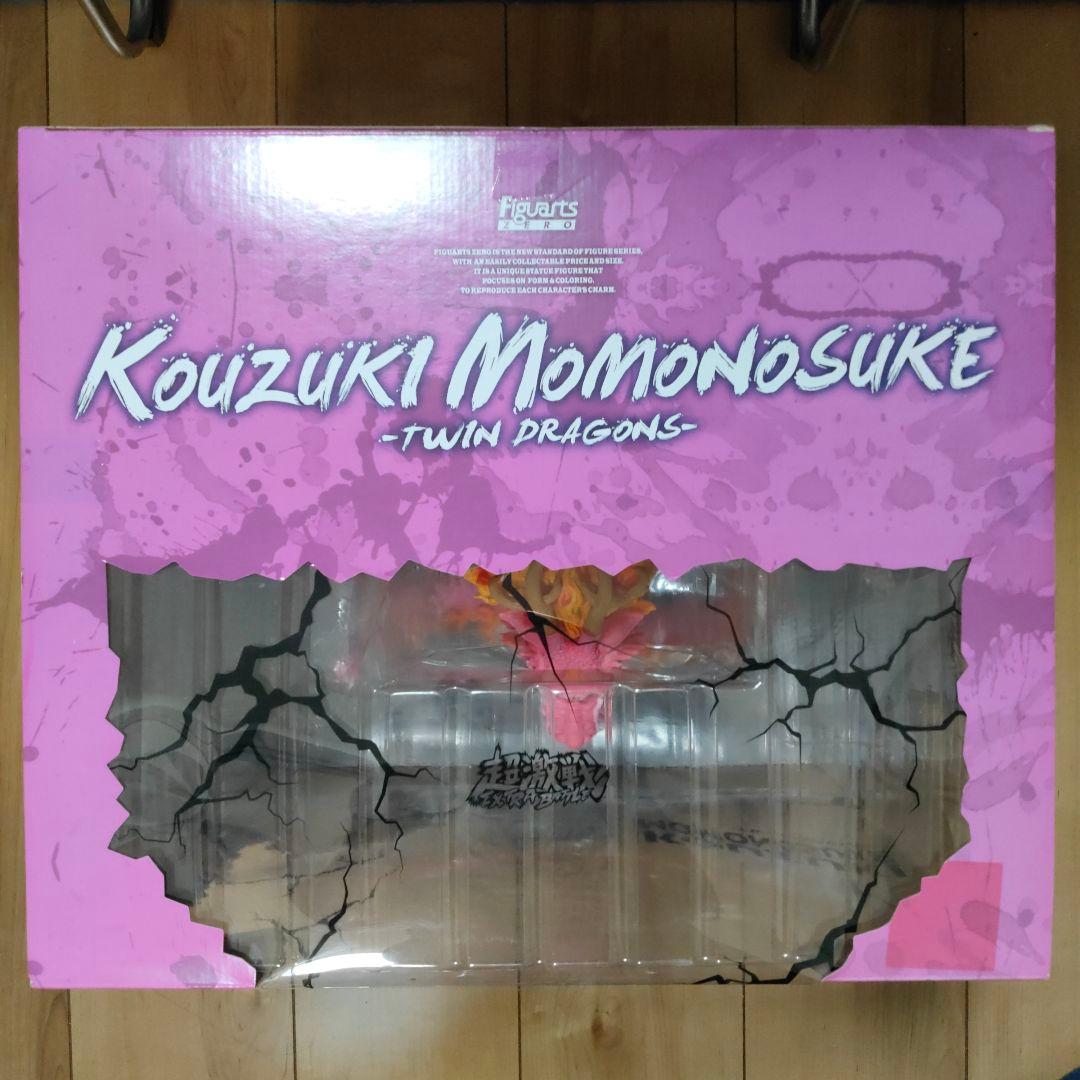 Figuarts
ZERO
FIGUARTS ZERO IS THE NEW STANDARD OF FIGURE SERIES,
WITH AN EASILY COLLECTABLE PRICE AND SIZE.
IT IS A UNIQUE STATUE FIGURE THAT
FOCUSES ON FORM & COLORING,
TO REPRODUCE EACH CHARACTER'S CHARM.
KOUZUKI MOMONOSUKE
-TWIN DRAGONS-
超激戦
EXTRA BATTLE